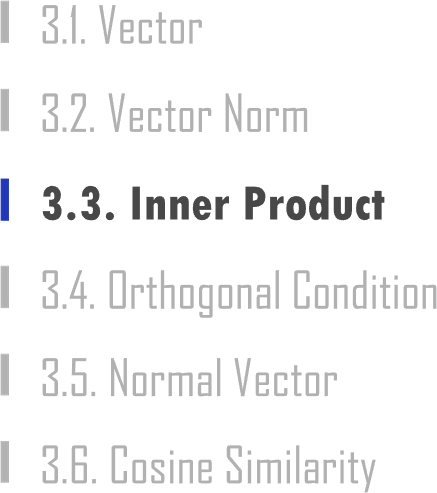 3.1. Vector
3.2. Vector Norm
3.3. Inner Product
3.4. Orthogonal Condition
3.5. Normal Vector
3.6. Cosine Similarity